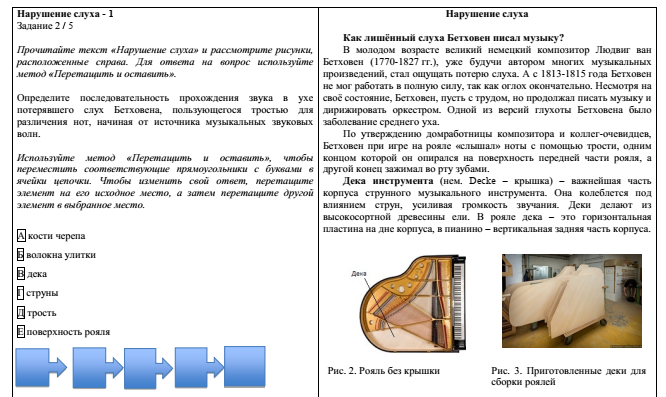 Нарушение слуха - 1
Задание 2 / 5
Прочитайте текст «Нарушение слуха» и рассмотрите рисунки,
расположенные справа. Для ответа на вопрос используйте
метод «Перетащить и оставить».
Определите последовательность прохождения звука в ухе
потерявшего слух Бетховена, пользующегося тростью для
различения нот, начиная от источника музыкальных звуковых
волн.
Используйте метод «Перетащить и оставить», чтобы
переместить соответствующие прямоугольники с буквами в
ячейки цепочки. Чтобы изменить свой ответ, перетащите
элемент на его исходное место, а затем перетащите другой
элемент в выбранное место.
А кости черепа
Б волокна улитки
В дека
Г струны
Д трость
Е поверхность рояля
Нарушение слуха
Как лишённый слуха Бетховен писал музыку?
В молодом возрасте великий немецкий композитор Людвиг ван
Бетховен (1770-1827 гг.), уже будучи автором многих музыкальных
произведений, стал ощущать потерю слуха. А с 1813-1815 года Бетховен
не мог работать в полную силу, так как оглох окончательно. Несмотря на
своё состояние, Бетховен, пусть с трудом, но продолжал писать музыку и
дирижировать оркестром. Одной из версий глухоты Бетховена было
заболевание среднего уха.
По утверждению домработницы композитора и коллег-очевидцев,
Бетховен при игре на рояле «слышал» ноты с помощью трости, одним
концом которой он опирался на поверхность передней части рояля, а
другой конец зажимал во рту зубами.
Дека инструмента (нем. Decke – крышка) – важнейшая часть
корпуса струнного музыкального инструмента. Она колеблется под
влиянием струн, усиливая громкость звучания. Деки делают из
высокосортной древесины ели. В рояле дека – это горизонтальная
пластина на дне корпуса, в пианино – вертикальная задняя часть корпуса.
Дека
Рис. 2. Рояль без крышки
Рис. 3. Приготовленные деки для
сборки роялей